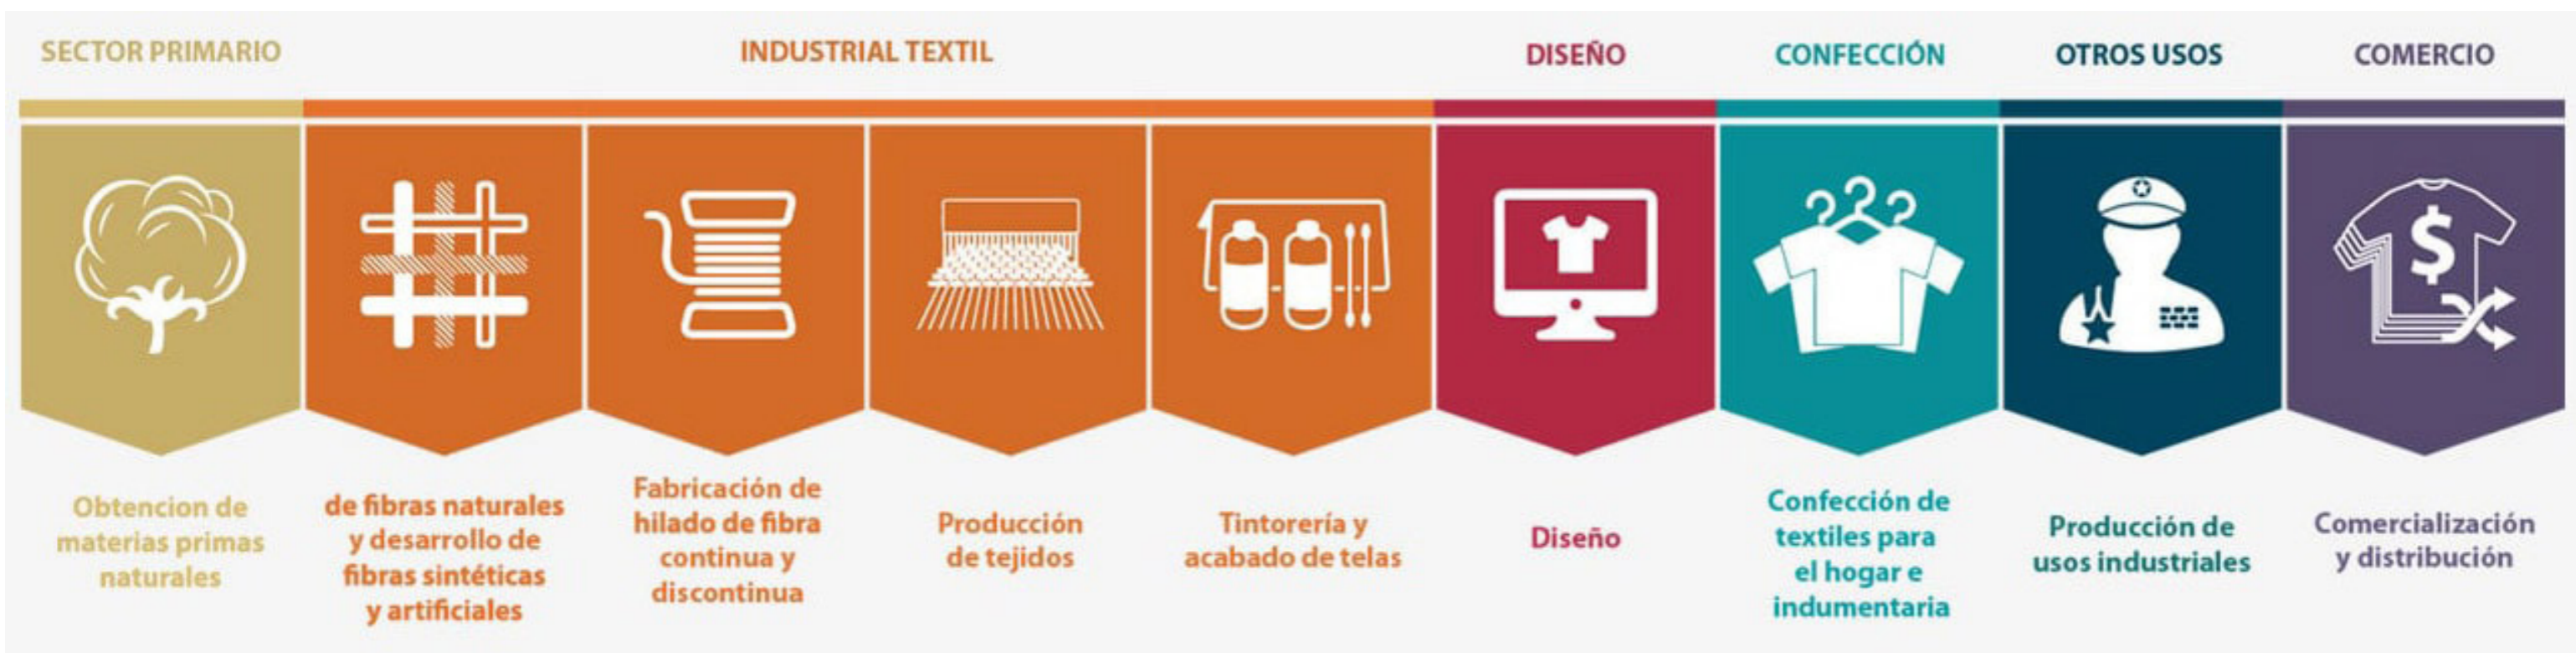 SECTOR PRIMARIO
INDUSTRIAL TEXTIL
DISEÑO
CONFECCIÓN
OTROS USOS
COMERCIO
$
Obtencion de
materias primas
naturales
de fibras naturales
y desarrollo de
fibras sintéticas
y artificiales
Fabricación de
hilado de fibra
continua y
discontinua
Producción
de tejidos
Tintorería y
acabado de telas
Diseño
Confección de
textiles para
el hogar e
indumentaria
Producción de
usos industriales
Comercialización
y distribución